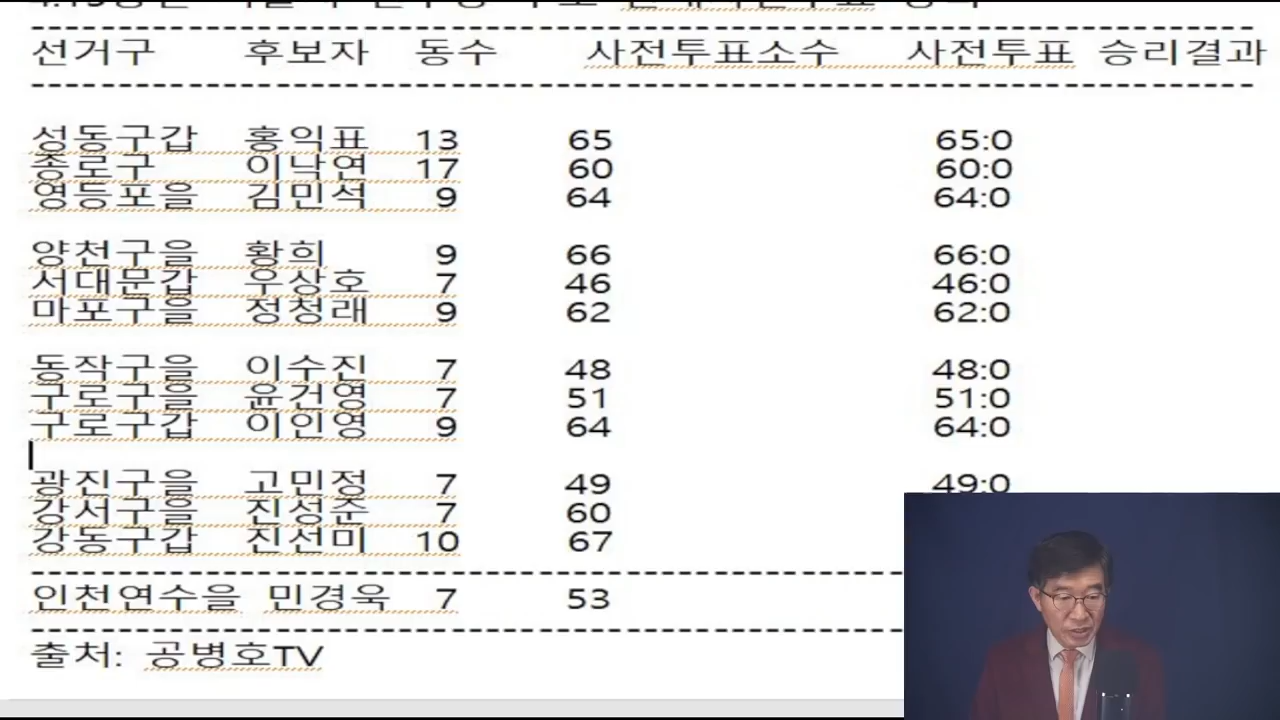 선거구 후보자 동수 사전투표소수 사전투표 승리결과
성동구갑 홍익표 13 65 65:0
종로구 이낙연 17 60 60:0
영등포을 김민석 9 64 64:0
양천구을 황희 9 66 66:0
서대문갑 우상호 7 46 46:0
마포구을 정청래 9 62 62:0
동작구을 이수진 7 48 48:0
구로구을 윤건영 7 51 51:0
구로구갑 이인영 9 64 64:0
광진구을 고민정 7 49 49:0
강서구을 진성준 7 60
강동구갑 진선미 10 67
인천연수을 민경욱 7 53
출처: 공병호TV